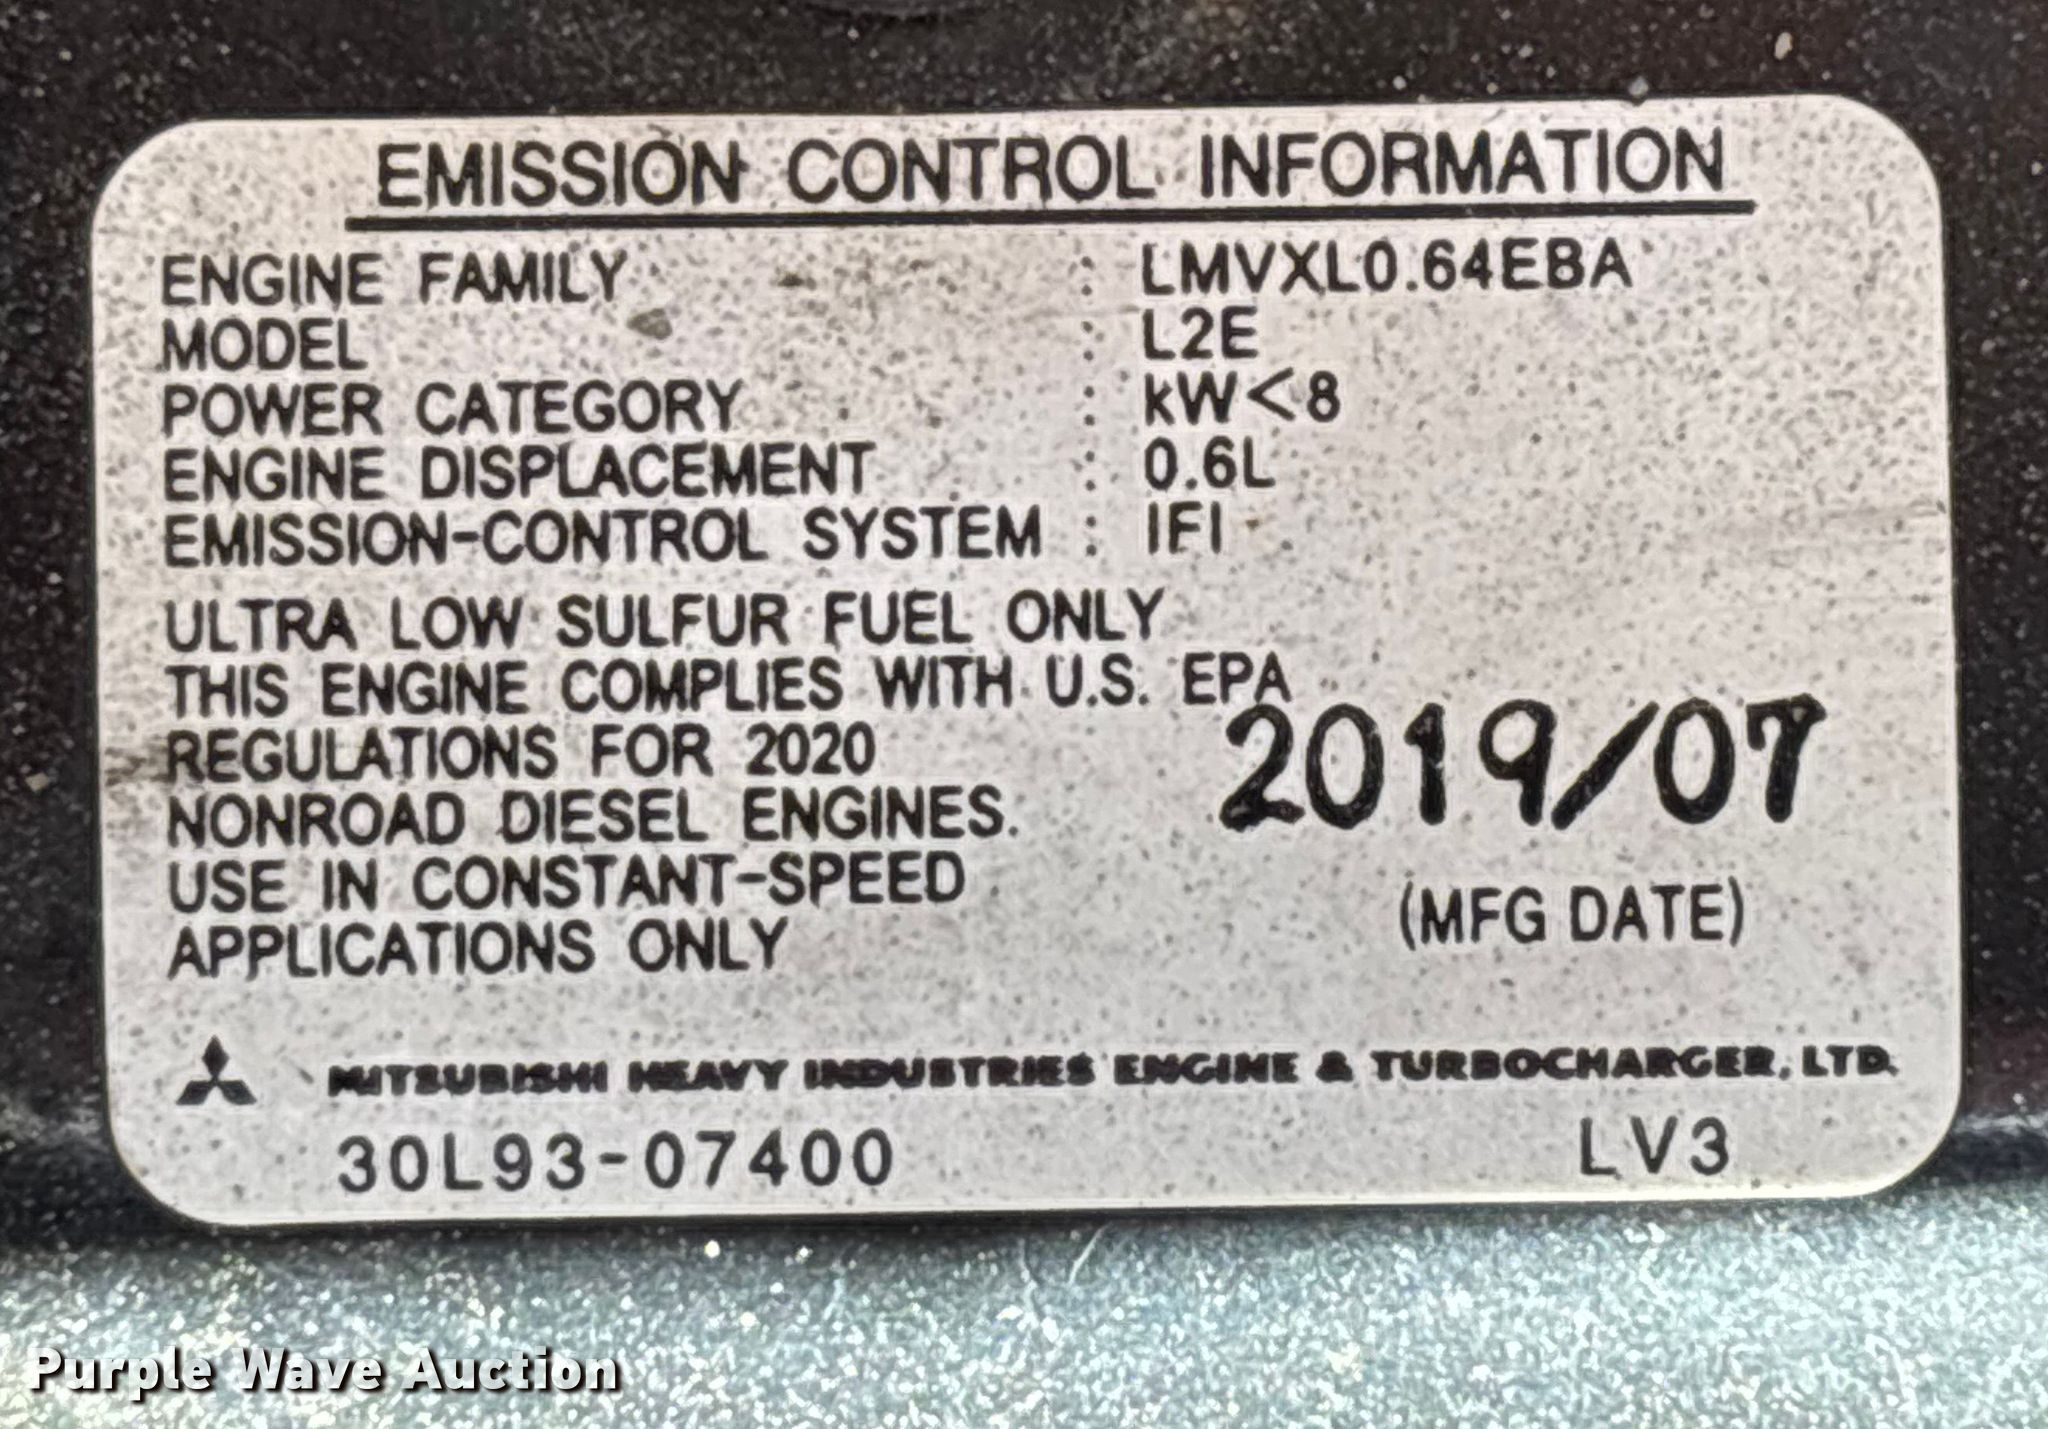 EMISSION CONTROL INFORMATION
ENGINE FAMILY : LMVXL0.64EBA
MODEL : L2E
POWER CATEGORY : kW<8
ENGINE DISPLACEMENT : 0.6L
EMISSION-CONTROL SYSTEM : IFI
ULTRA LOW SULFUR FUEL ONLY
THIS ENGINE COMPLIES WITH U.S. EPA
REGULATIONS FOR 2020
NONROAD DIESEL ENGINES.
USE IN CONSTANT-SPEED
APPLICATIONS ONLY
2019/07
(MFG DATE)
MITSUBISHI HEAVY INDUSTRIES ENGINE & TURBOCHARGER, LTD.
30L93-07400 LV3
Purple Wave Auction